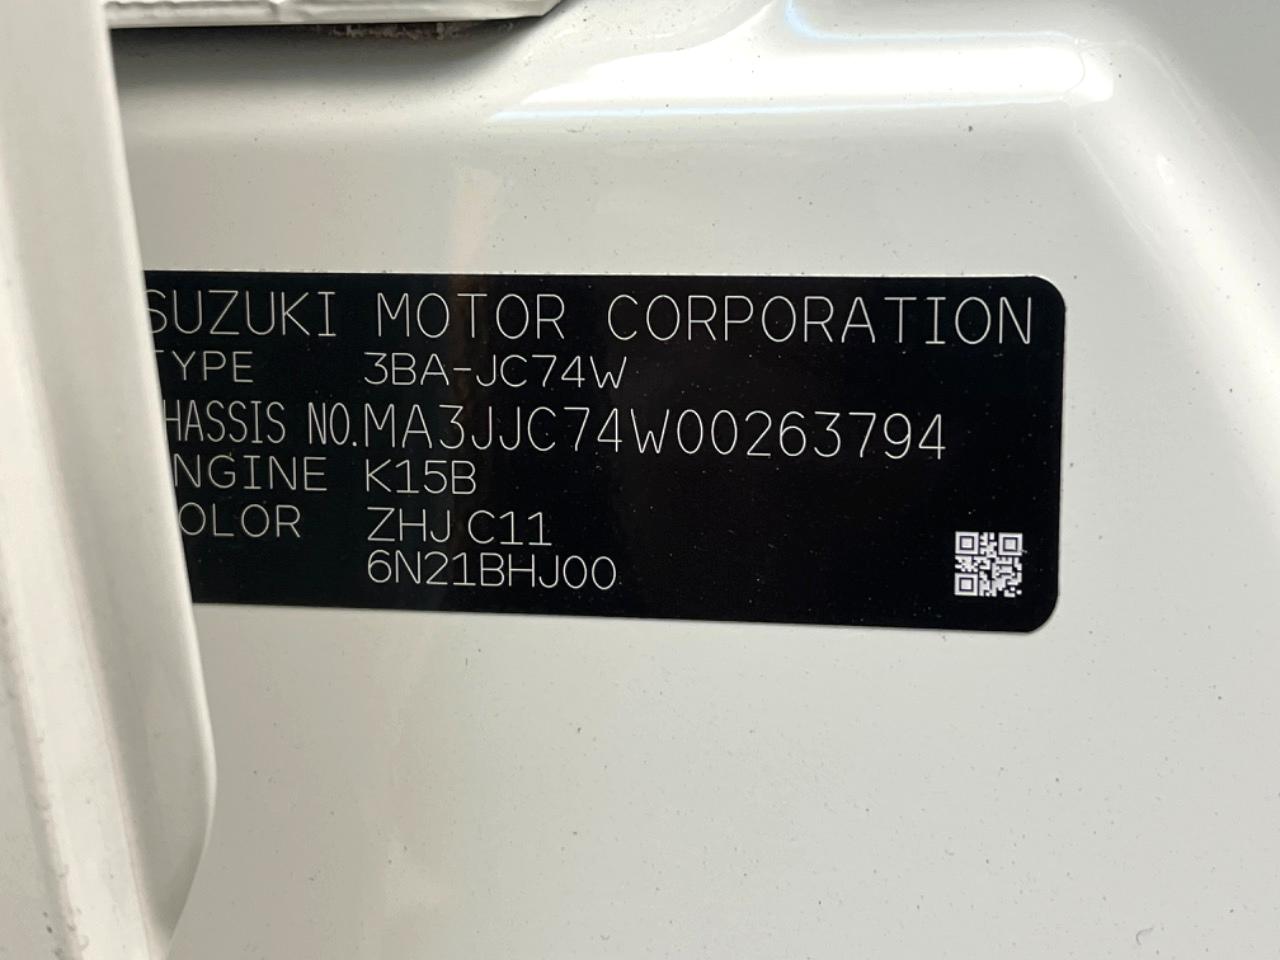 SUZUKI MOTOR CORPORATION
TYPE 3BA-JC74W
HASSIS NO.MA3JJC74W00263794
NGINE K15B
OLOR ZHJ C11
6N21BHJ00